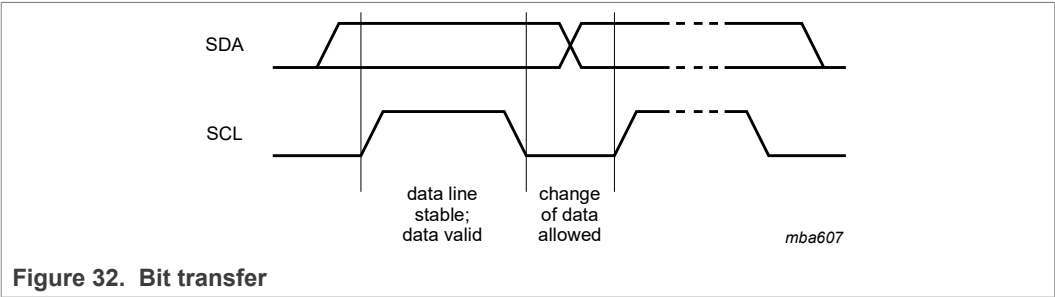 SDA
SCL
data line
stable;
data valid
change
of data
allowed
mba607
Figure 32. Bit transfer